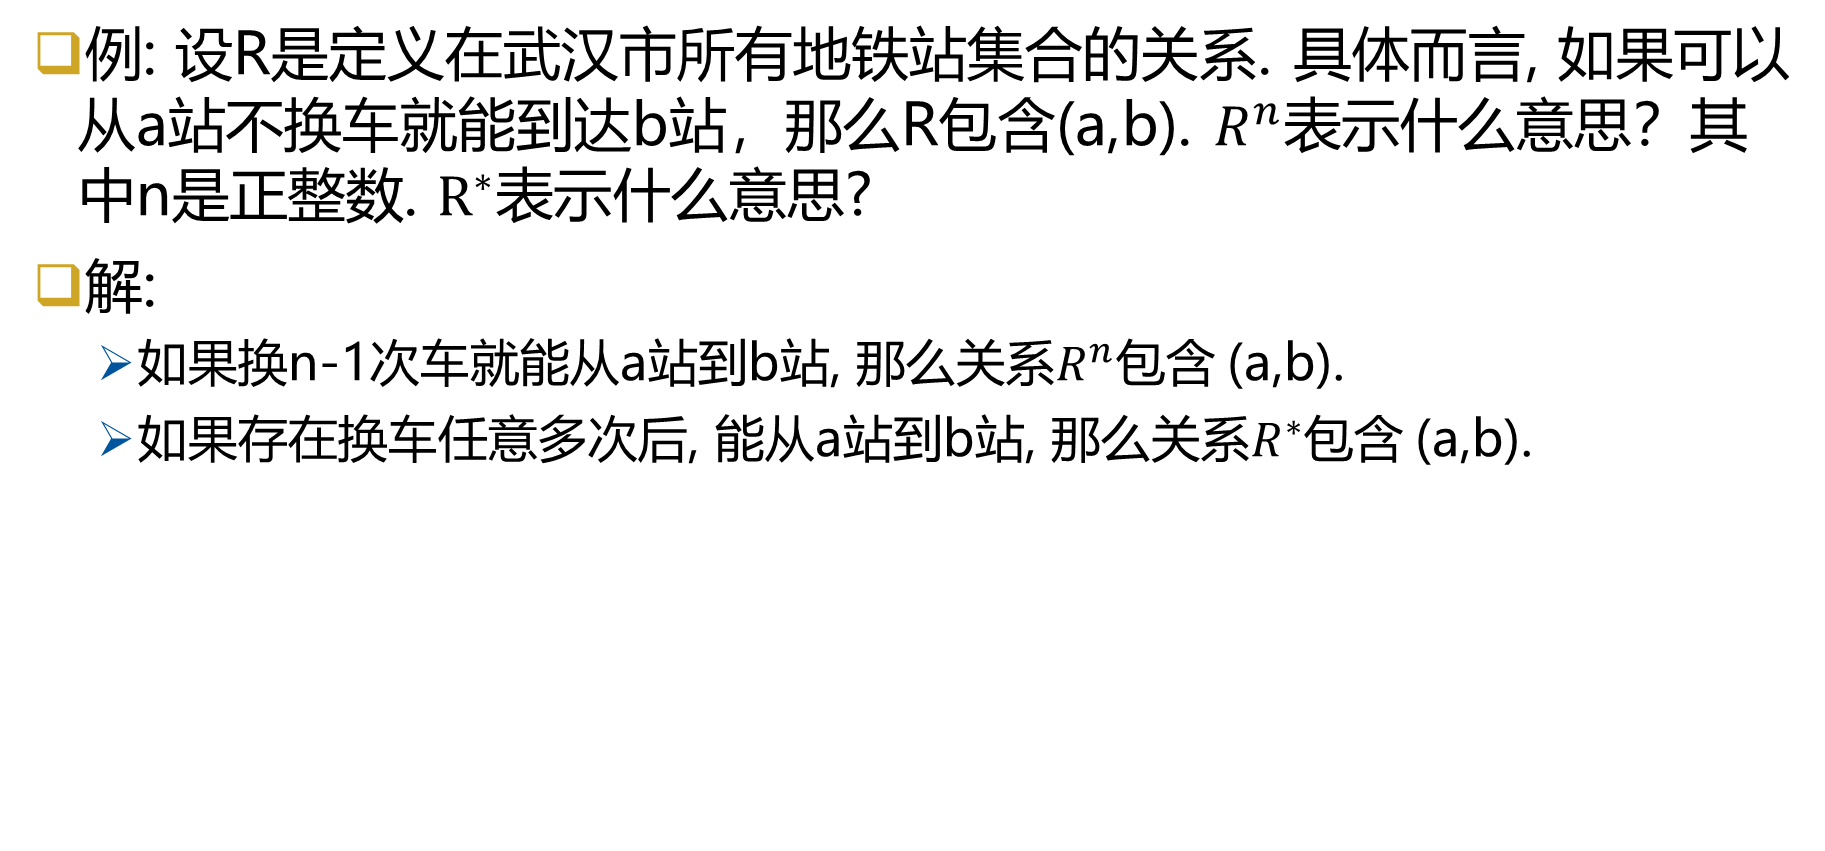 例: 设R是定义在武汉市所有地铁站集合的关系. 具体而言, 如果可以
从a站不换车就能到达b站，那么R包含(a,b). Rⁿ表示什么意思？其
中n是正整数. R*表示什么意思?
解:
如果换n-1次车就能从a站到b站, 那么关系Rⁿ包含 (a,b).
如果存在换车任意多次后, 能从a站到b站, 那么关系R*包含 (a,b).